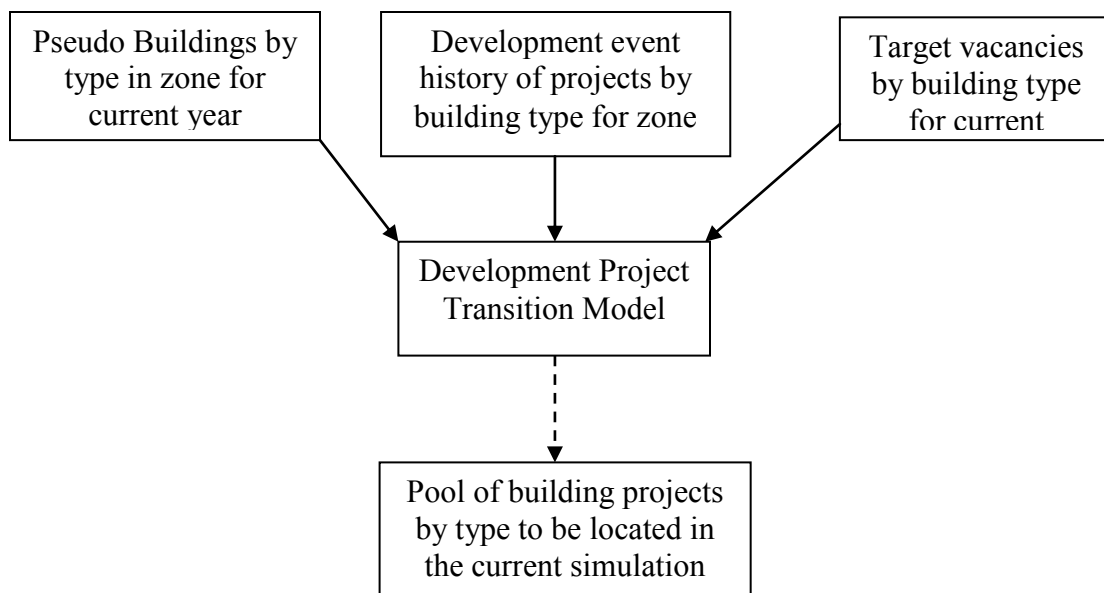 Pseudo Buildings by
type in zone for
current year
Development event
history of projects by
building type for zone
Target vacancies
by building type
for current
Development Project
Transition Model
Pool of building projects
by type to be located in
the current simulation